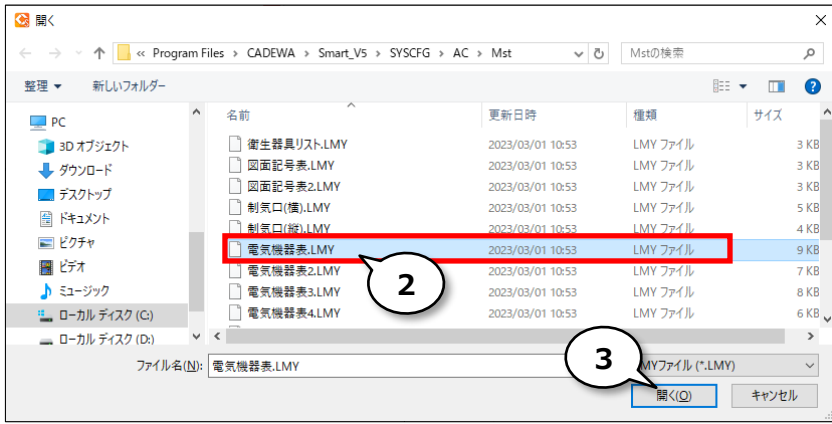 開く
« Program Files › CADEWA › Smart_V5 › SYSCFG › AC › Mst
Mstの検索
整理 新しいフォルダー
名前 更新日時 種類 サイズ
PC
3D オブジェクト
ダウンロード
デスクトップ
ドキュメント
ピクチャ
ビデオ
ミュージック
ローカル ディスク (C:)
ローカル ディスク (D:)
衛生器具リスト.LMY 2023/03/01 10:53 LMY ファイル 3 KB
図面記号表.LMY 2023/03/01 10:53 LMY ファイル 3 KB
図面記号表2.LMY 2023/03/01 10:53 LMY ファイル 3 KB
制気口(横).LMY 2023/03/01 10:53 LMY ファイル 5 KB
制気口(縦).LMY 2023/03/01 10:53 LMY ファイル 4 KB
電気機器表.LMY 2023/03/01 10:53 LMY ファイル 9 KB
電気機器表2.LMY 2023/03/01 10:53 LMY ファイル 7 KB
電気機器表3.LMY 2023/03/01 10:53 LMY ファイル 8 KB
電気機器表4.LMY 2023/03/01 10:53 LMY ファイル 6 KB
2
3
ファイル名(N): 電気機器表.LMY
MYファイル (*.LMY)
開く(O) キャンセル